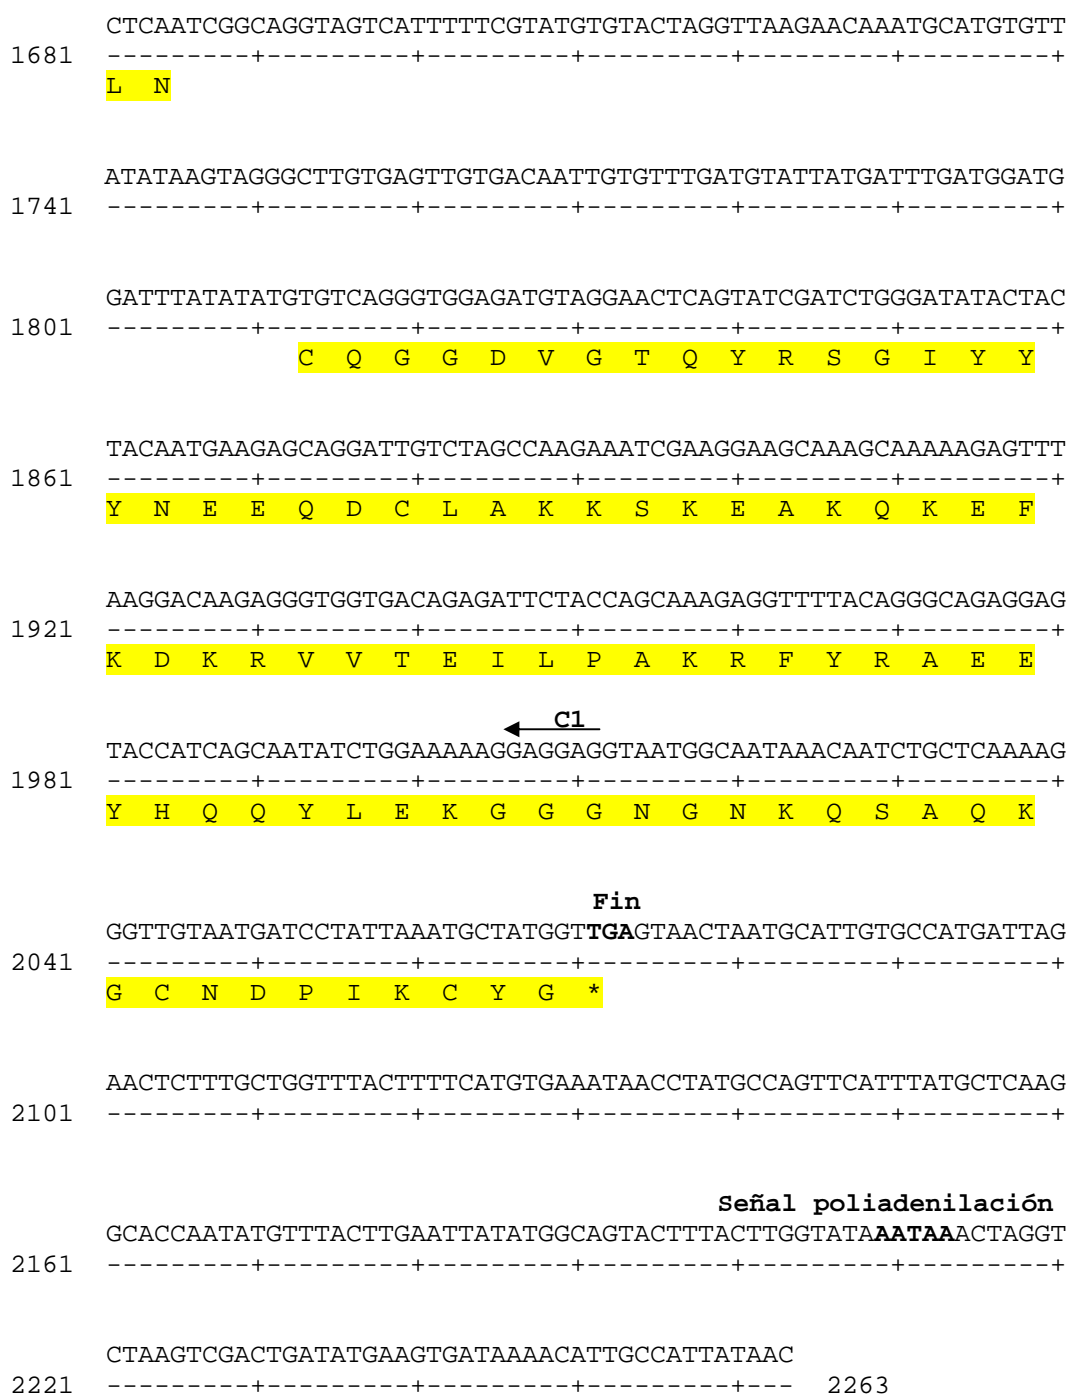 CTCAATCGGCAGGTAGTCATTTTTCGTATGTGTACTAGGTTAAGAACAAATGCATGTGTT
1681 ---------+---------+---------+---------+---------+---------+
L N
ATATAAGTAGGGCTTGTGAGTTGTGACAATTGTGTTTGATGTATTATGATTTGATGGATG
1741 ---------+---------+---------+---------+---------+---------+
GATTTATATATGTGTCAGGGTGGAGATGTAGGAACTCAGTATCGATCTGGGATATACTAC
1801 ---------+---------+---------+---------+---------+---------+
C Q G G D V G T Q Y R S G I Y Y
TACAATGAAGAGCAGGATTGTCTAGCCAAGAAATCGAAGGAAGCAAAGCAAAAAGAGTTT
1861 ---------+---------+---------+---------+---------+---------+
Y N E E Q D C L A K K S K E A K Q K E F
AAGGACAAGAGGGTGGTGACAGAGATTCTACCAGCAAAGAGGTTTTACAGGGCAGAGGAG
1921 ---------+---------+---------+---------+---------+---------+
K D K R V V T E I L P A K R F Y R A E E
C1
TACCATCAGCAATATCTGGAAAAAGGAGGAGGTAATGGCAATAAACAATCTGCTCAAAAG
1981 ---------+---------+---------+---------+---------+---------+
Y H Q Q Y L E K G G G N G N K Q S A Q K
Fin
GGTTGTAATGATCCTATTAAATGCTATGGTTGAGTAACTAATGCATTGTGCCATGATTAG
2041 ---------+---------+---------+---------+---------+---------+
G C N D P I K C Y G *
AACTCTTTGCTGGTTTACTTTTCATGTGAAATAACCTATGCCAGTTCATTTATGCTCAAG
2101 ---------+---------+---------+---------+---------+---------+
Señal poliadenilación
GCACCAATATGTTTACTTGAATTATATGGCAGTACTTTACTTGGTATAAATAAACTAGGT
2161 ---------+---------+---------+---------+---------+---------+
CTAAGTCGACTGATATGAAGTGATAAAACATTGCCATTATAAC
2221 ---------+---------+---------+---------+--- 2263